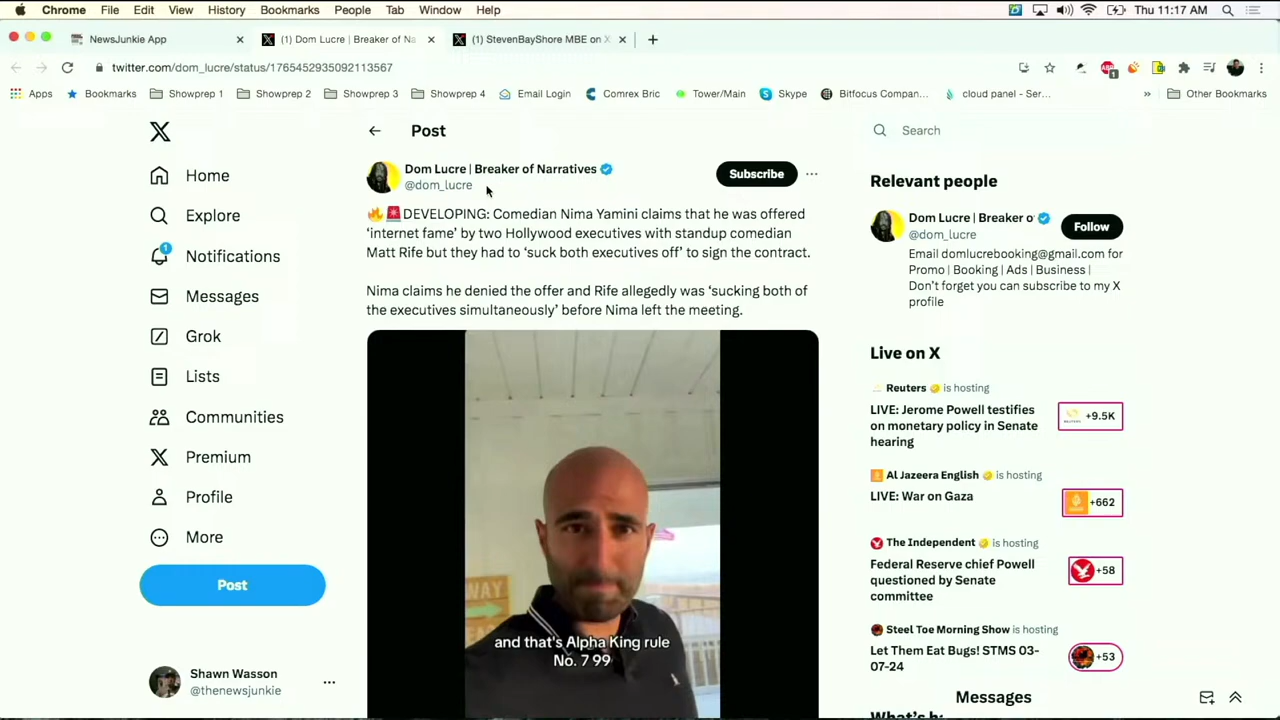 Chrome File Edit View History Bookmarks People Tab Window Help Thu 11:17 AM
NewsJunkie App (1) Dom Lucre | Breaker of Na (1) StevenBayShore MBE on X
twitter.com/dom_lucre/status/1765452935092113567
Apps Bookmarks Showprep 1 Showprep 2 Showprep 3 Showprep 4 Email Login Comrex Bric Tower/Main Skype Bitfocus Compan... cloud panel - Ser... » Other Bookmarks
Home
Explore
1
Notifications
Messages
Grok
Lists
Communities
Premium
Profile
More
Post
Shawn Wasson
@thenewsjunkie
Post
Dom Lucre | Breaker of Narratives
@dom_lucre
Subscribe
🔥🚨DEVELOPING: Comedian Nima Yamini claims that he was offered
‘internet fame’ by two Hollywood executives with standup comedian
Matt Rife but they had to ‘suck both executives off’ to sign the contract.
Nima claims he denied the offer and Rife allegedly was ‘sucking both of
the executives simultaneously’ before Nima left the meeting.
and that's Alpha King rule
No. 7 99
Search
Relevant people
Dom Lucre | Breaker o
@dom_lucre
Follow
Email domlucrebooking@gmail.com for
Promo | Booking | Ads | Business |
Don’t forget you can subscribe to my X
profile
Live on X
Reuters is hosting
LIVE: Jerome Powell testifies
on monetary policy in Senate
hearing
+9.5K
Al Jazeera English is hosting
LIVE: War on Gaza
+662
The Independent is hosting
Federal Reserve chief Powell
questioned by Senate
committee
+58
Steel Toe Morning Show is hosting
Let Them Eat Bugs! STMS 03-
07-24
+53
Messages